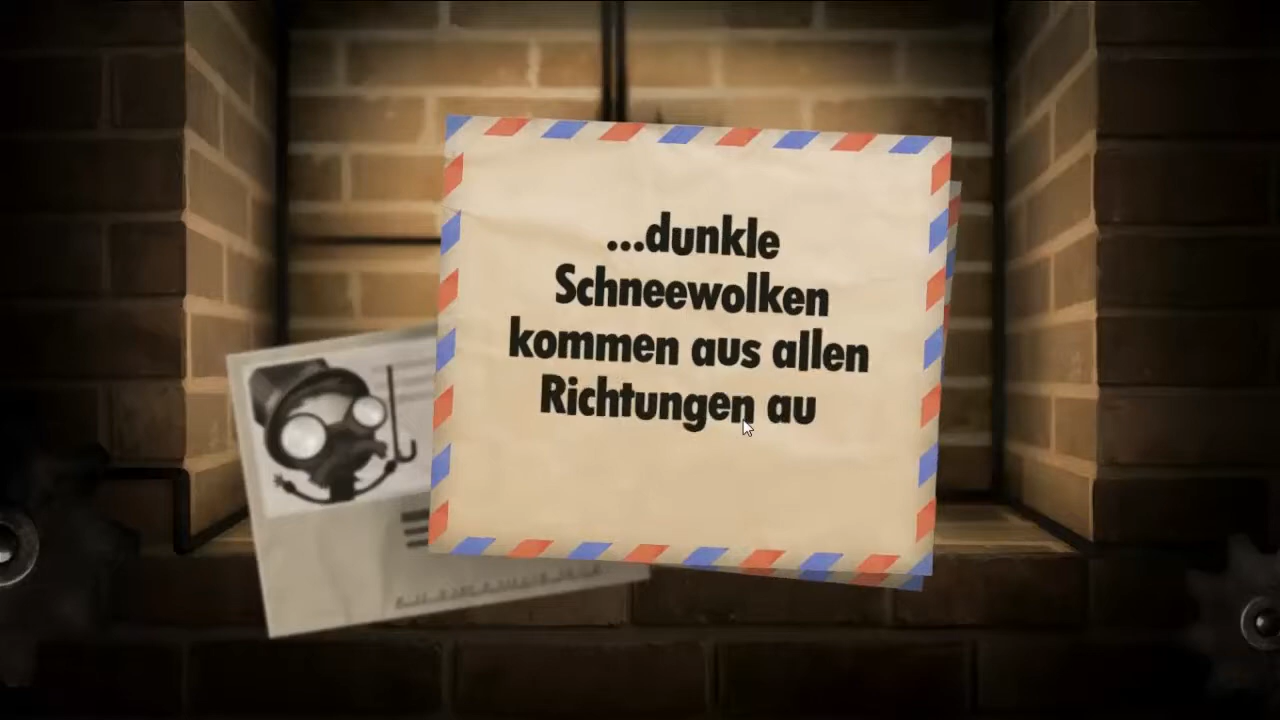 ...dunkle
Schneewolken
kommen aus allen
Richtungen au